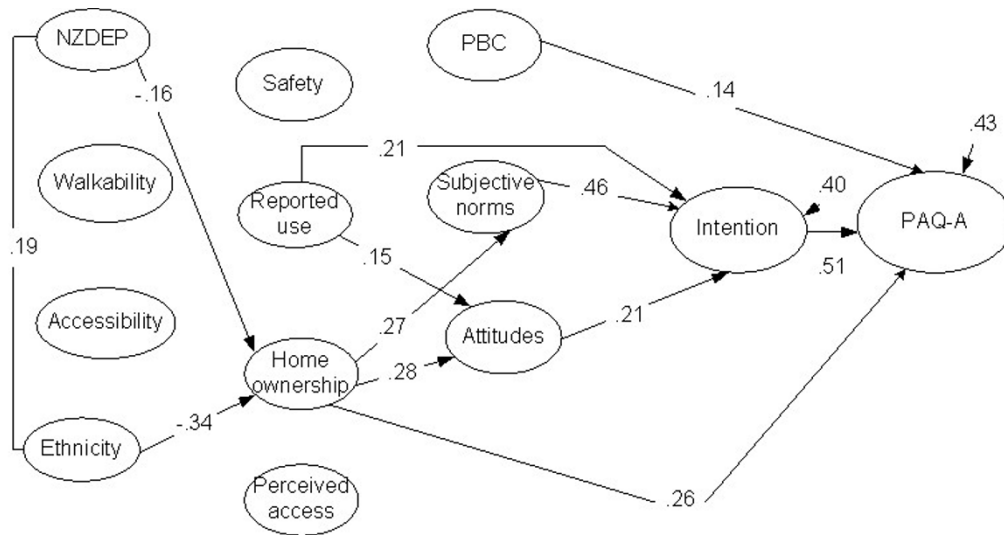 NZDEP
PBC
Safety
-.16
.14
.43
Walkability
.21
Reported
use
Subjective
norms
.46
.40
Intention
PAQ-A
.19
.15
.51
Accessibility
.27
Attitudes
.21
Home
ownership
.28
Ethnicity
-.34
Perceived
access
.26